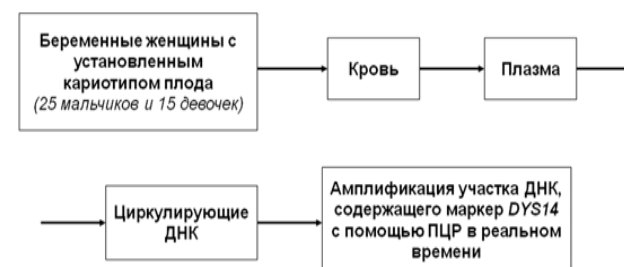 Беременные женщины с
установленным
кариотипом плода
(25 мальчиков и 15 девочек)
Кровь
Плазма
Циркулирующие
ДНК
Амплификация участка ДНК,
содержащего маркер DYS14
с помощью ПЦР в реальном
времени